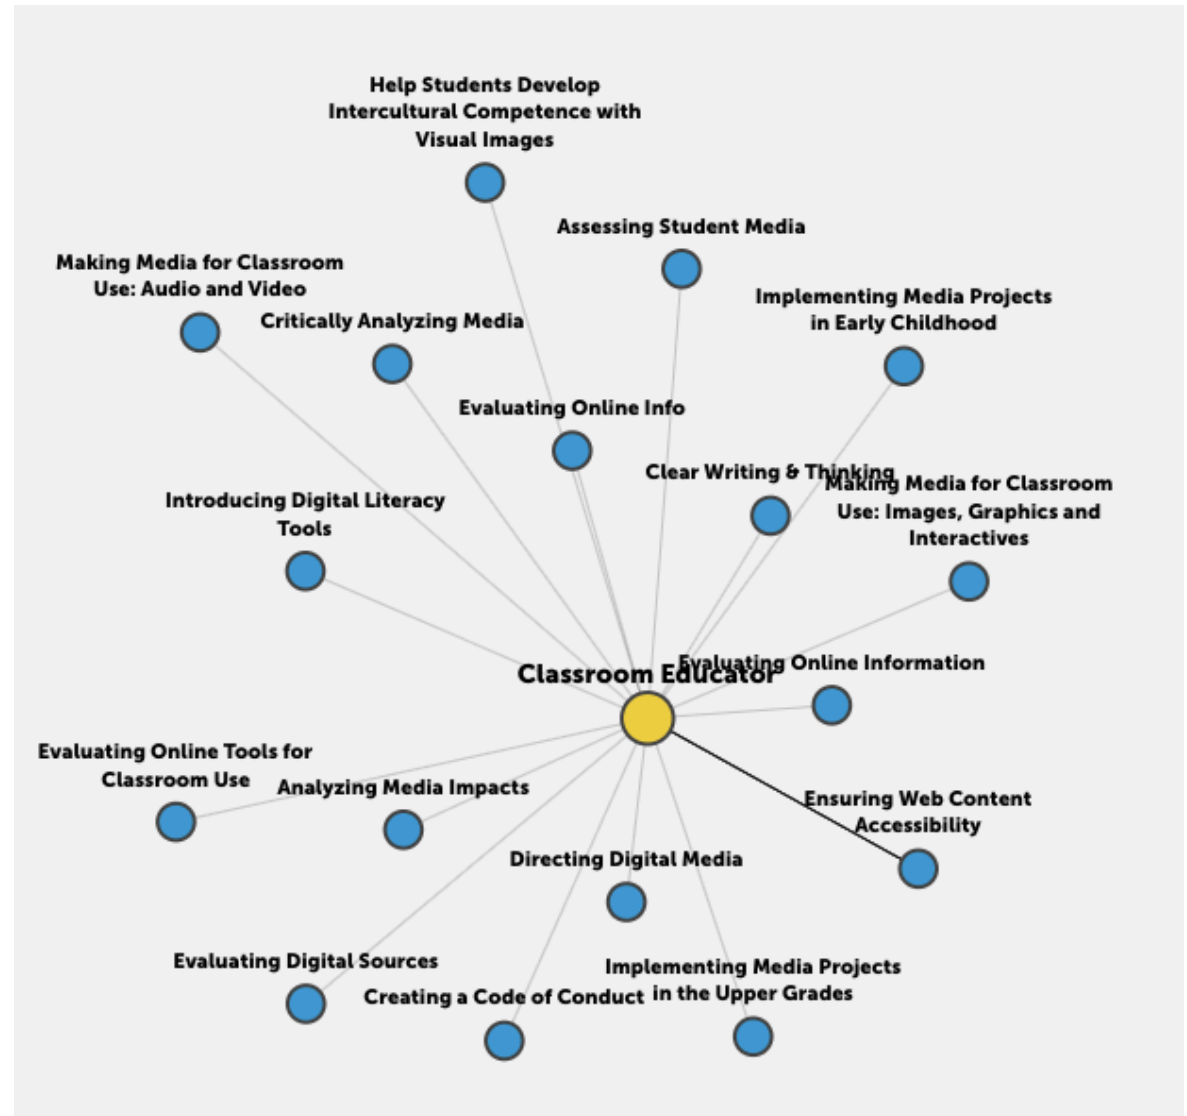 Help Students Develop
Intercultural Competence with
Visual Images
Assessing Student Media
Making Media for Classroom
Use: Audio and Video
Implementing Media Projects
in Early Childhood
Critically Analyzing Media
Evaluating Online Info
Clear Writing & Thinking
Making Media for Classroom
Use: Images, Graphics and
Interactives
Introducing Digital Literacy
Tools
Evaluating Online Information
Classroom Educator
Evaluating Online Tools for
Classroom Use
Analyzing Media Impacts
Ensuring Web Content
Accessibility
Directing Digital Media
Evaluating Digital Sources
Implementing Media Projects
in the Upper Grades
Creating a Code of Conduct